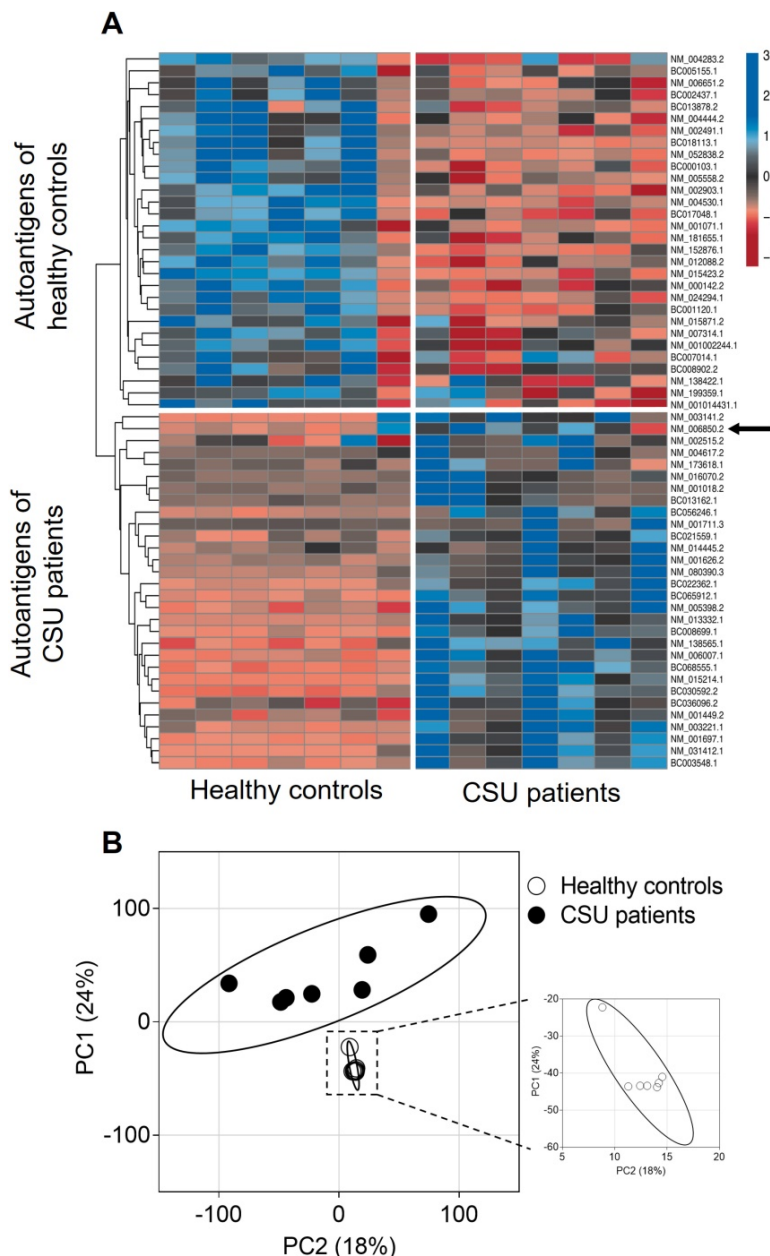 A
Autoantigens of
healthy controls
Autoantigens of
CSU patients
NM_004283.2
BC005155.1
NM_006651.2
BC002437.1
BC013878.2
NM_004444.2
NM_002491.1
BC018113.1
NM_052838.2
BC000103.1
NM_005558.2
NM_002903.1
NM_004530.1
BC017048.1
NM_001071.1
NM_181655.1
NM_152876.1
NM_012088.2
NM_015423.2
NM_000142.2
NM_024294.1
BC001120.1
NM_015871.2
NM_007314.1
NM_001002244.1
BC007014.1
BC008902.2
NM_138422.1
NM_199359.1
NM_001014431.1
NM_003141.2
NM_006850.2
NM_002515.2
NM_004617.2
NM_173618.1
NM_016070.2
NM_001018.2
BC013162.1
BC056246.1
NM_001711.3
BC021559.1
NM_014445.2
NM_001626.2
NM_080390.3
BC022362.1
BC065912.1
NM_005398.2
NM_013332.1
BC008699.1
NM_138565.1
NM_006007.1
BC068555.1
NM_015214.1
BC030592.2
BC036096.2
NM_001449.2
NM_003221.1
NM_001697.1
NM_031412.1
BC003548.1
3
2
1
0
Healthy controls
CSU patients
B
Healthy controls
CSU patients
PC1 (24%)
100
0
-100
-100
0
100
PC2 (18%)
PC1 (24%)
-20
-30
-40
-50
-60
5
10
15
20
PC2 (18%)